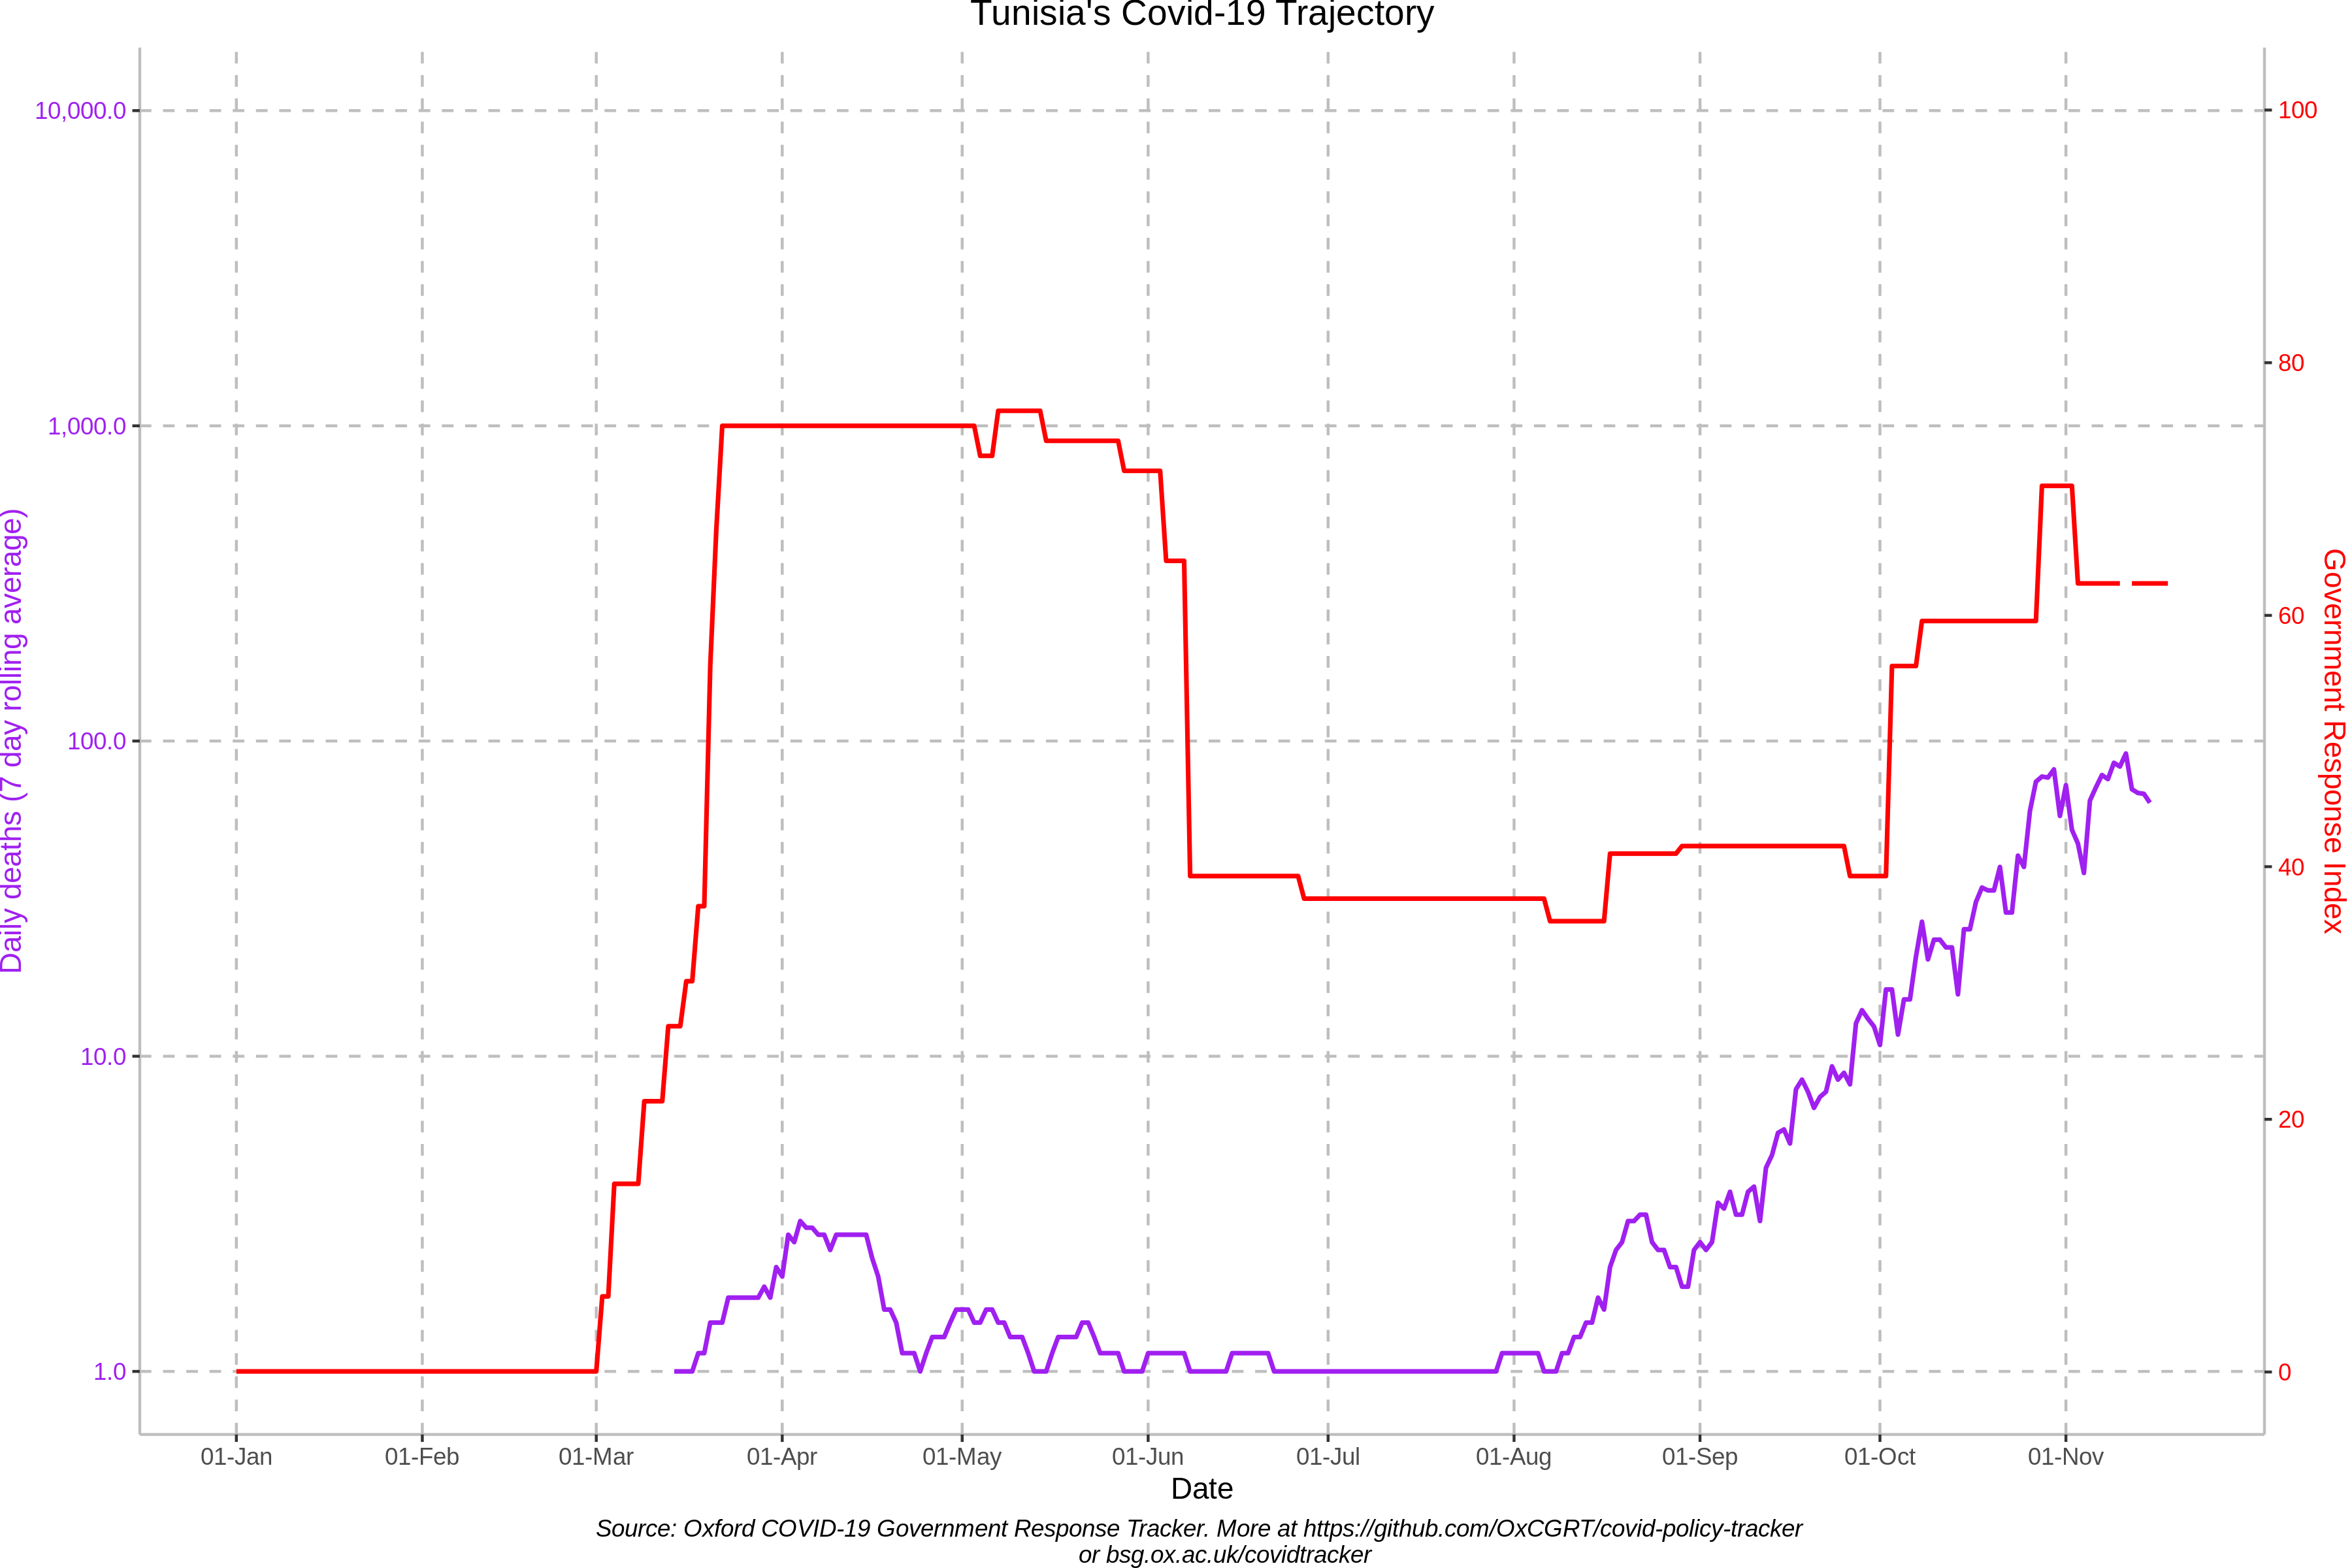 Tunisia's Covid-19 Trajectory
10,000.0
1,000.0
100.0
10.0
1.0
Daily deaths (7 day rolling average)
100
80
60
40
20
0
Government Response Index
01-Jan 01-Feb 01-Mar 01-Apr 01-May 01-Jun 01-Jul 01-Aug 01-Sep 01-Oct 01-Nov
Date
Source: Oxford COVID-19 Government Response Tracker. More at https://github.com/OxCGRT/covid-policy-tracker
or bsg.ox.ac.uk/covidtracker